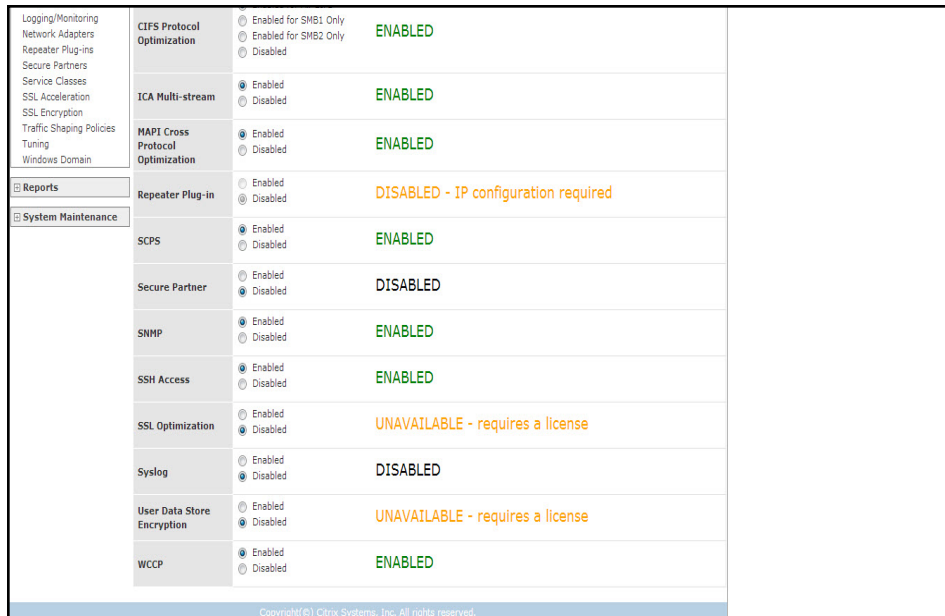 Logging/Monitoring
Network Adapters
Repeater Plug-ins
Secure Partners
Service Classes
SSL Acceleration
SSL Encryption
Traffic Shaping Policies
Tuning
Windows Domain
Reports
System Maintenance
CIFS Protocol
Optimization
Enabled for SMB1 Only
Enabled for SMB2 Only
Disabled
ENABLED
ICA Multi-stream
Enabled
Disabled
ENABLED
MAPI Cross
Protocol
Optimization
Enabled
Disabled
ENABLED
Repeater Plug-in
Enabled
Disabled
DISABLED - IP configuration required
SCPS
Enabled
Disabled
ENABLED
Secure Partner
Enabled
Disabled
DISABLED
SNMP
Enabled
Disabled
ENABLED
SSH Access
Enabled
Disabled
ENABLED
SSL Optimization
Enabled
Disabled
UNAVAILABLE - requires a license
Syslog
Enabled
Disabled
DISABLED
User Data Store
Encryption
Enabled
Disabled
UNAVAILABLE - requires a license
WCCP
Enabled
Disabled
ENABLED
Copyright(©) Citrix Systems, Inc. All rights reserved.